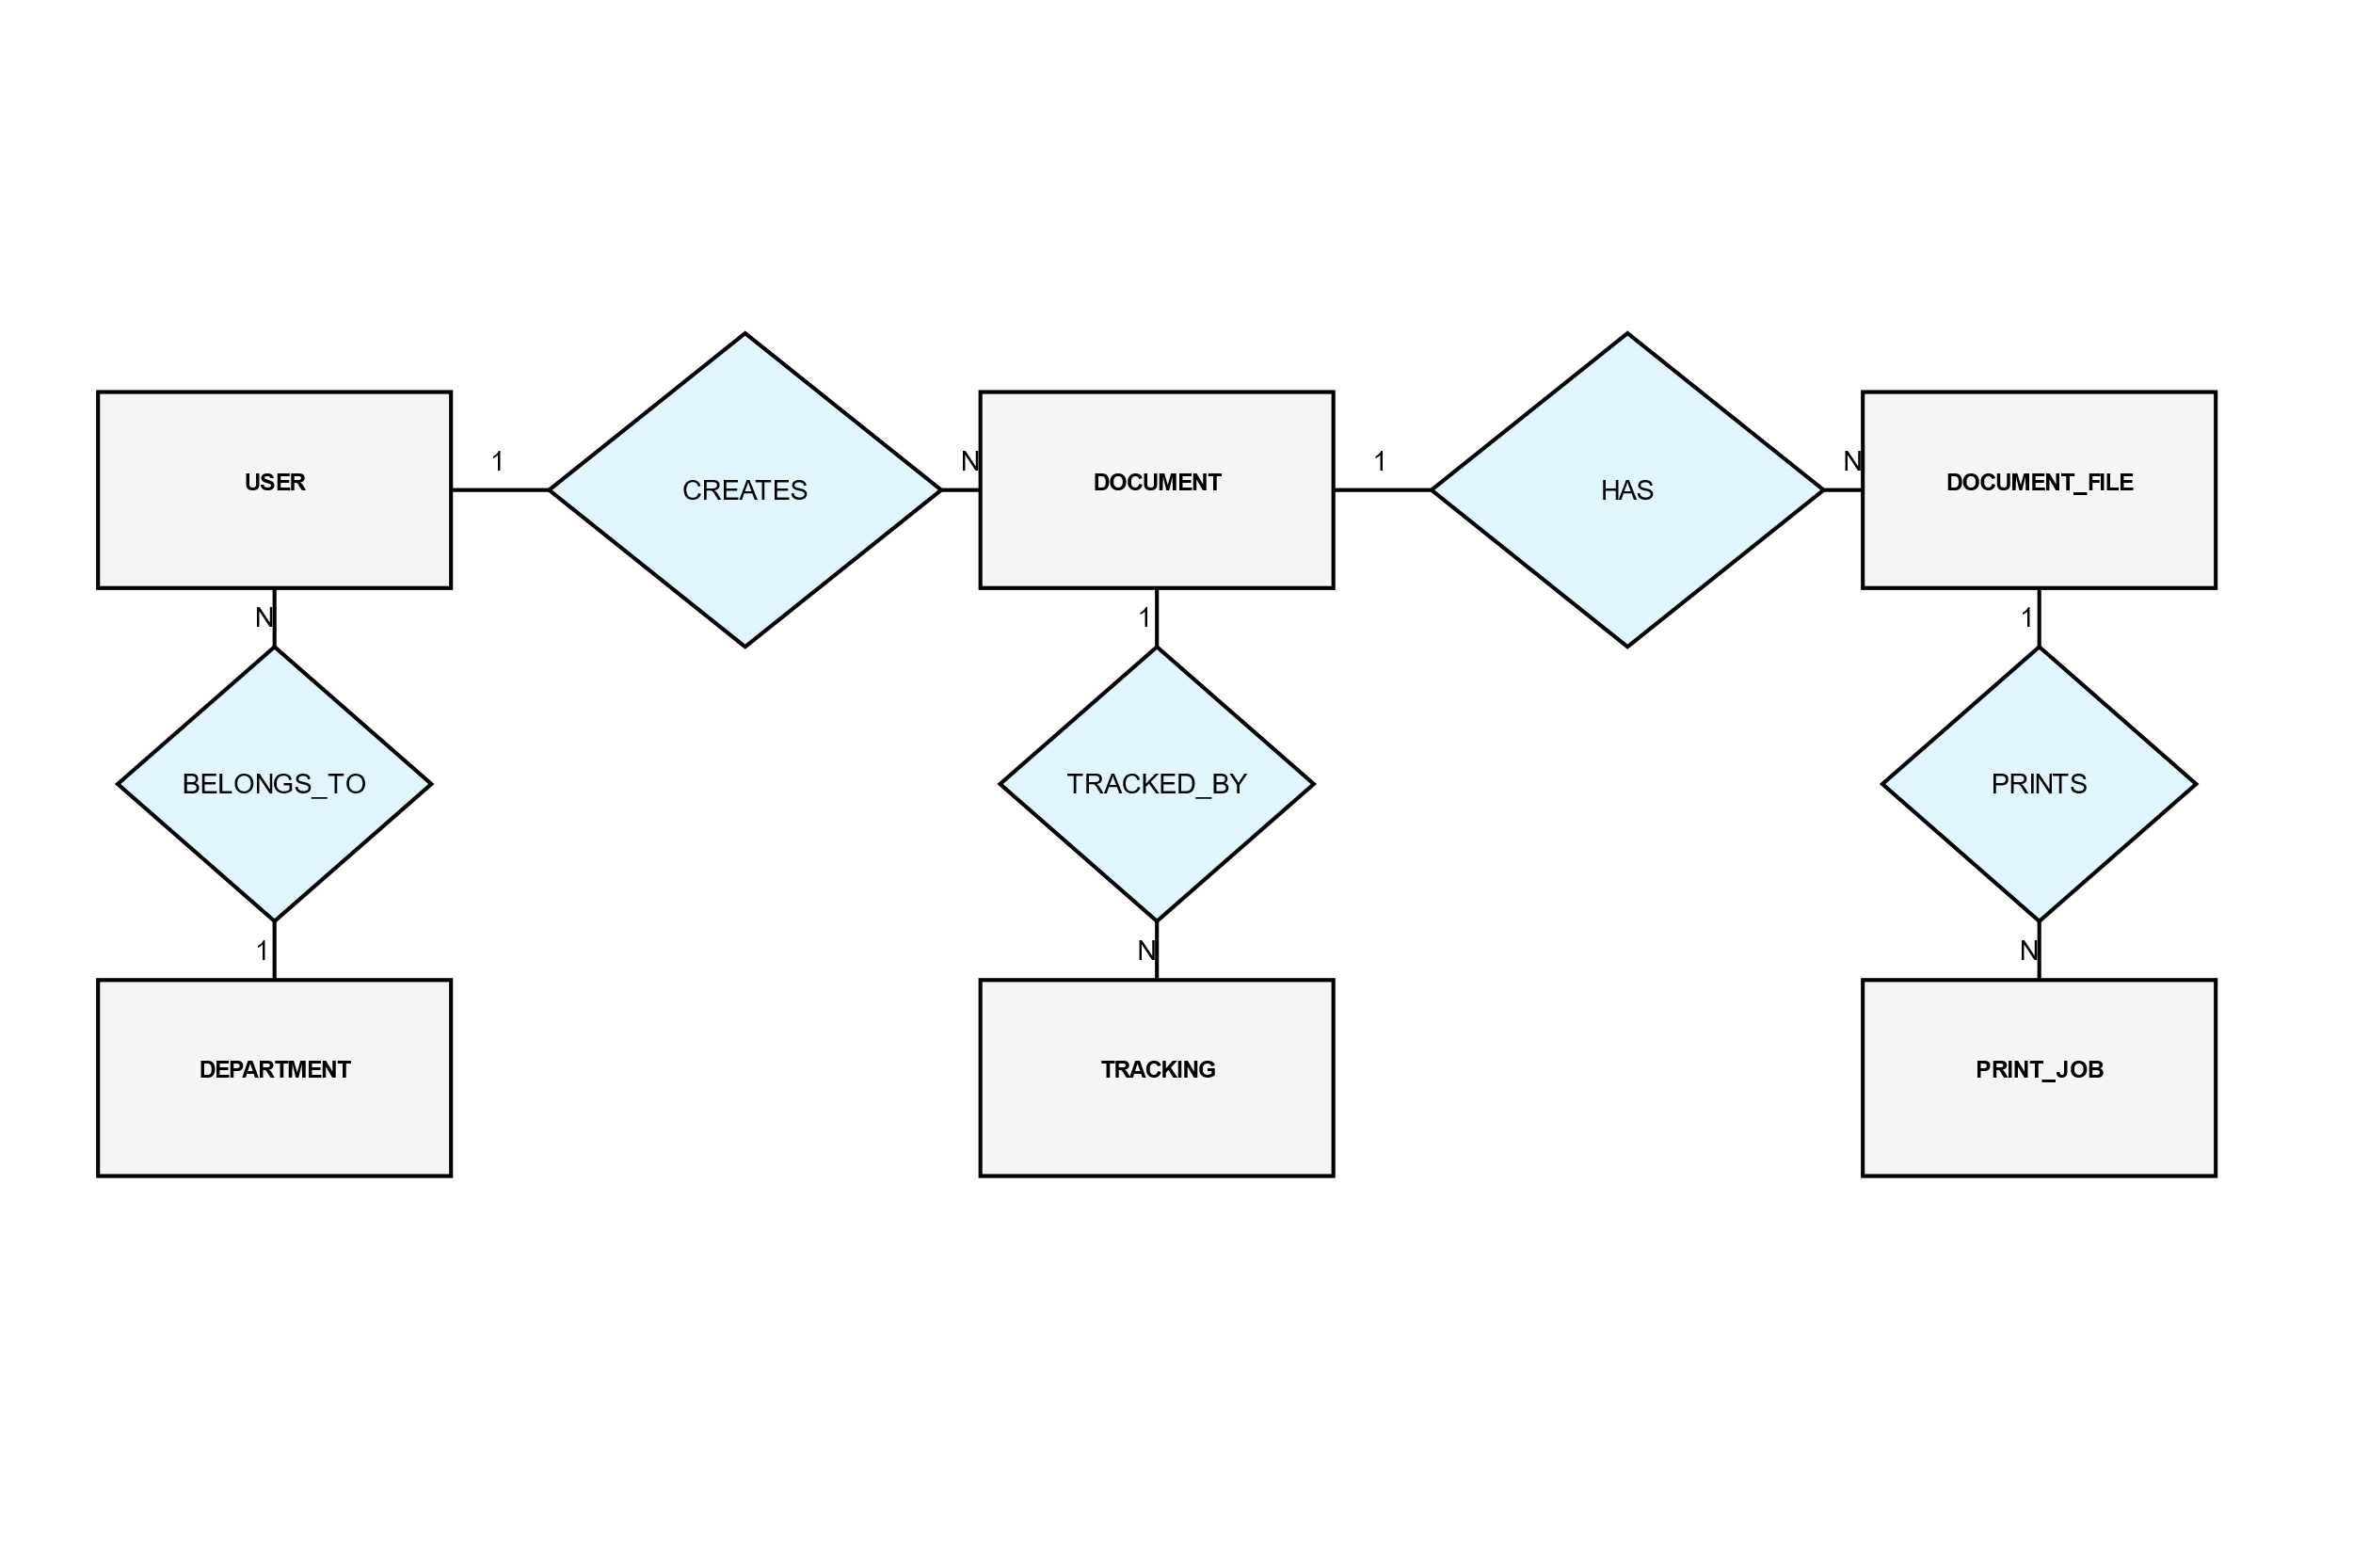 USER
1
CREATES
N
DOCUMENT
1
HAS
N
DOCUMENT_FILE
N
1
1
BELONGS_TO
TRACKED_BY
PRINTS
1
N
N
DEPARTMENT
TRACKING
PRINT_JOB